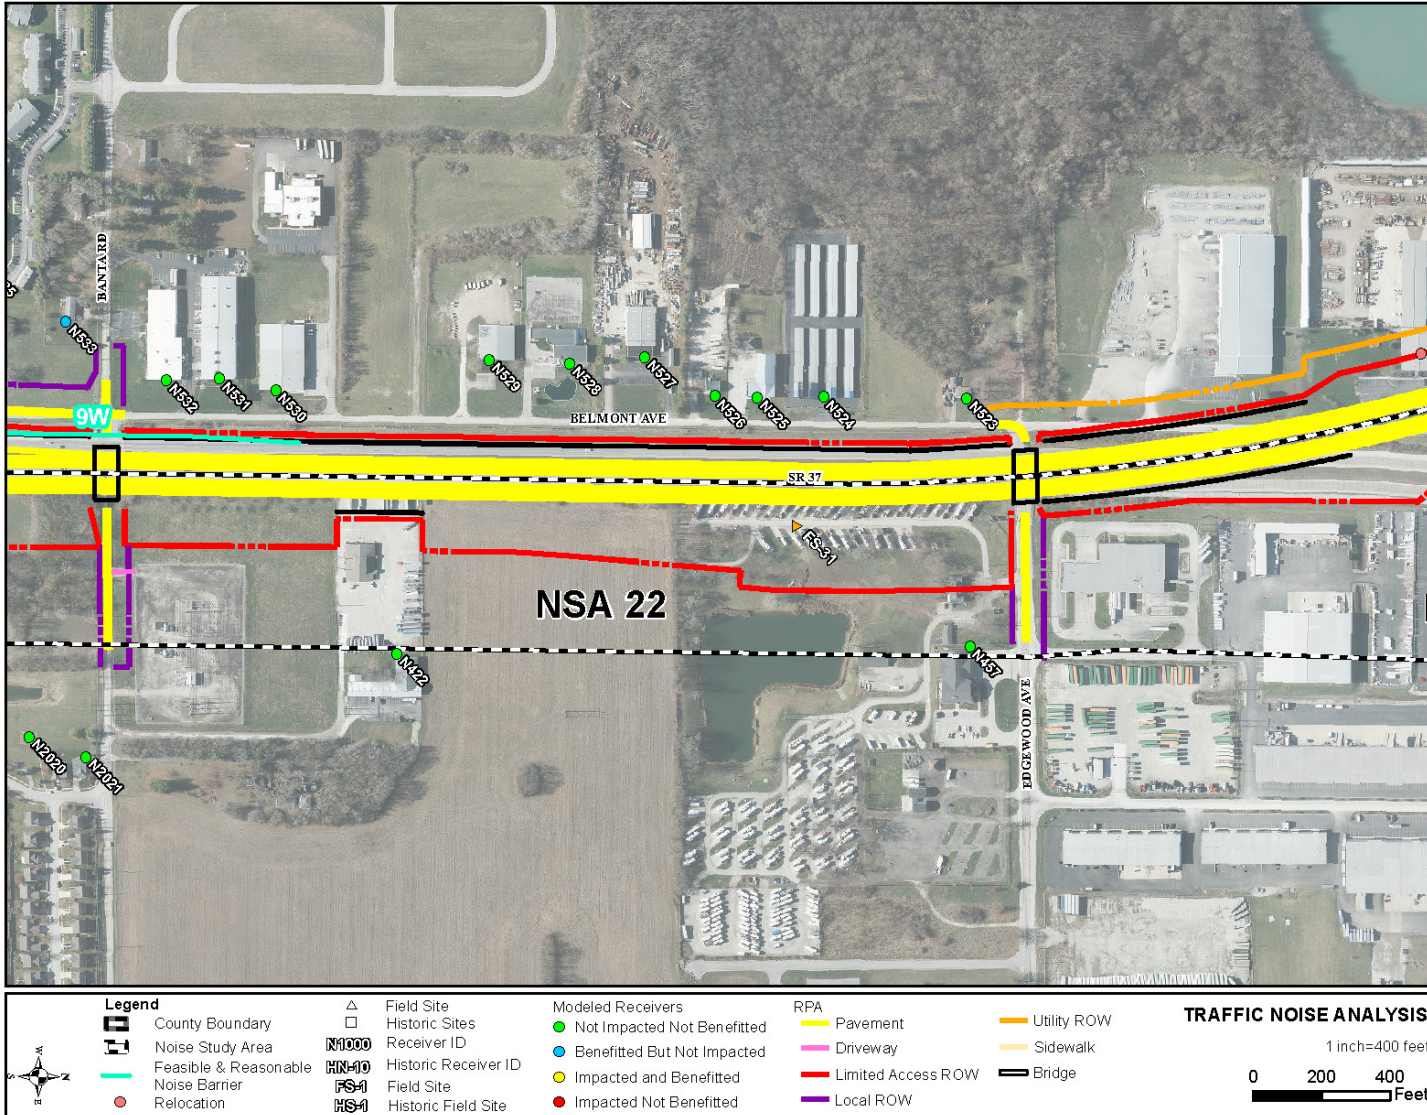 BANTARD
35
N533
N532
N531
N530
N529
N528
N527
N526
N525
N524
N523
BELMONT AVE
9W
SR 37
FS-31
NSA 22
N422
N457
EDGEWOOD AVE
N2020
N2021
Legend
County Boundary
Noise Study Area
Feasible & Reasonable
Noise Barrier
Relocation
Field Site
Historic Sites
N1000 Receiver ID
HN-10 Historic Receiver ID
FS-1 Field Site
HS-1 Historic Field Site
Modeled Receivers
Not Impacted Not Benefitted
Benefitted But Not Impacted
Impacted and Benefitted
Impacted Not Benefitted
RPA
Pavement
Driveway
Limited Access ROW
Local ROW
Utility ROW
Sidewalk
Bridge
TRAFFIC NOISE ANALYSIS
1 inch=400 feet
0 200 400
Feet
W
N
S
E